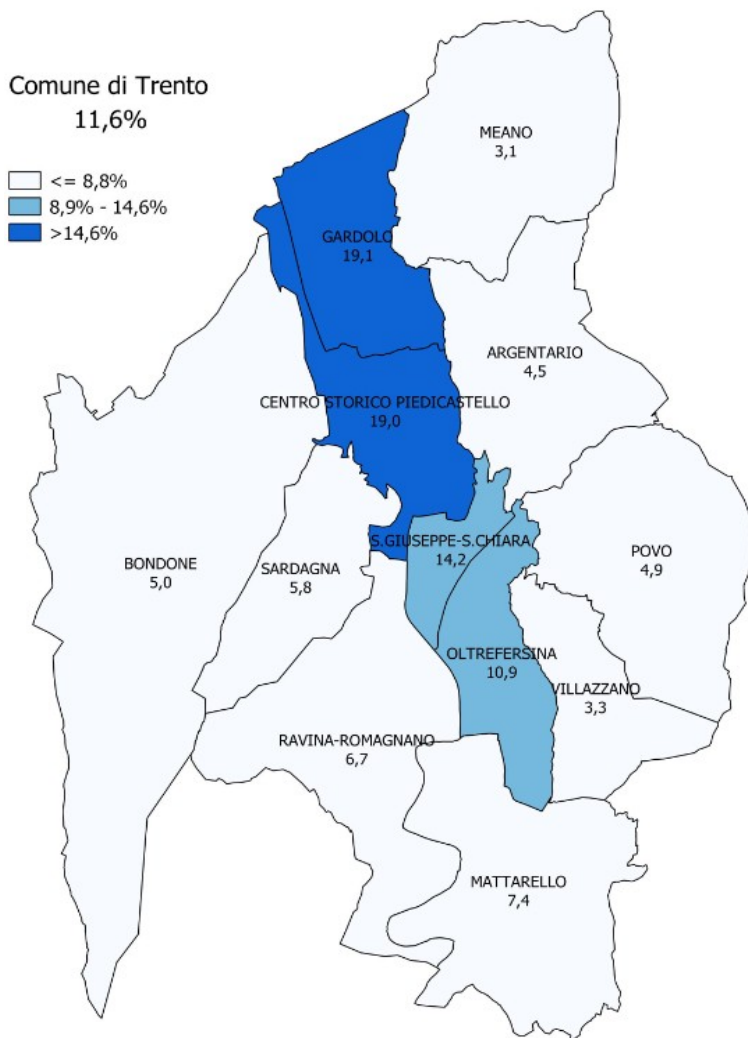 Comune di Trento
11,6%
<= 8,8%
8,9% - 14,6%
>14,6%
MEANO
3,1
GARDOLO
19,1
ARGENTARIO
4,5
CENTRO STORICO PIEDICASTELLO
19,0
S.GIUSEPPE-S.CHIARA
14,2
BONDONE
5,0
SARDAGNA
5,8
POVO
4,9
OLTREFERSINA
10,9
VILLAZZANO
3,3
RAVINA-ROMAGNANO
6,7
MATTARELLO
7,4